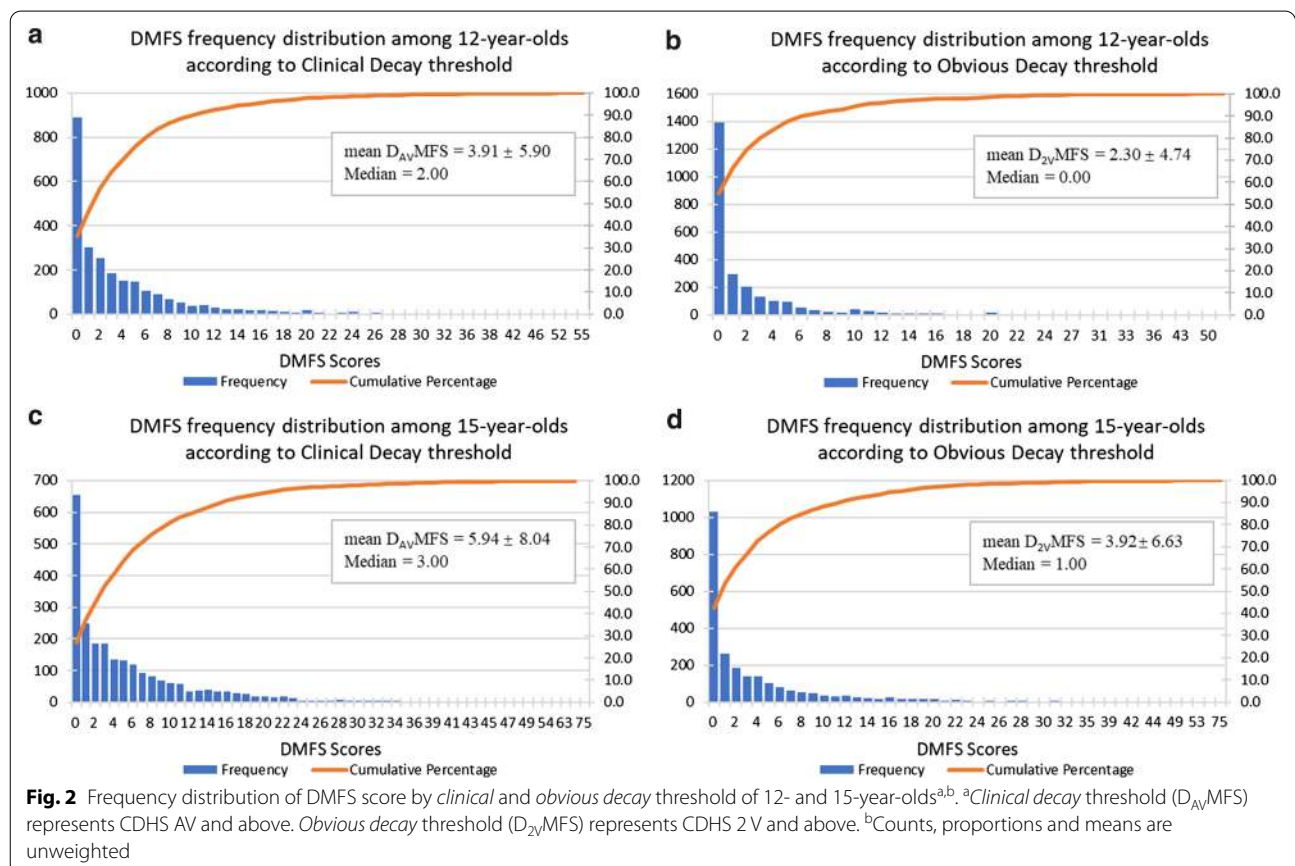 a
DMFS frequency distribution among 12-year-olds
according to Clinical Decay threshold
1000
800
600
400
200
0
100.0
90.0
80.0
70.0
60.0
50.0
40.0
30.0
20.0
10.0
0.0
mean D_AV MFS = 3.91 ± 5.90
Median = 2.00
0 2 4 6 8 10 12 14 16 18 20 22 24 26 28 30 32 36 38 42 46 52 55
DMFS Scores
Frequency Cumulative Percentage
b
DMFS frequency distribution among 12-year-olds
according to Obvious Decay threshold
1600
1400
1200
1000
800
600
400
200
0
100.0
90.0
80.0
70.0
60.0
50.0
40.0
30.0
20.0
10.0
0.0
mean D_2V MFS = 2.30 ± 4.74
Median = 0.00
0 2 4 6 8 10 12 14 16 18 20 22 24 27 31 33 36 43 50
DMFS Scores
Frequency Cumulative Percentage
c
DMFS frequency distribution among 15-year-olds
according to Clinical Decay threshold
700
600
500
400
300
200
100
0
100.0
90.0
80.0
70.0
60.0
50.0
40.0
30.0
20.0
10.0
0.0
mean D_AV MFS = 5.94 ± 8.04
Median = 3.00
0 2 4 6 8 10 12 14 16 18 20 22 24 26 28 30 32 34 36 39 41 43 47 49 54 63 75
DMFS Scores
Frequency Cumulative Percentage
d
DMFS frequency distribution among 15-year-olds
according to Obvious Decay threshold
1200
1000
800
600
400
200
0
100.0
90.0
80.0
70.0
60.0
50.0
40.0
30.0
20.0
10.0
0.0
mean D_2V MFS = 3.92± 6.63
Median = 1.00
0 2 4 6 8 10 12 14 16 18 20 22 24 26 28 31 35 39 42 44 49 53 75
DMFS Scores
Frequency Cumulative Percentage
Fig. 2 Frequency distribution of DMFS score by clinical and obvious decay threshold of 12- and 15-year-olds^a,b. ^aClinical decay threshold (D_AV MFS)
represents CDHS AV and above. Obvious decay threshold (D_2V MFS) represents CDHS 2 V and above. ^bCounts, proportions and means are
unweighted